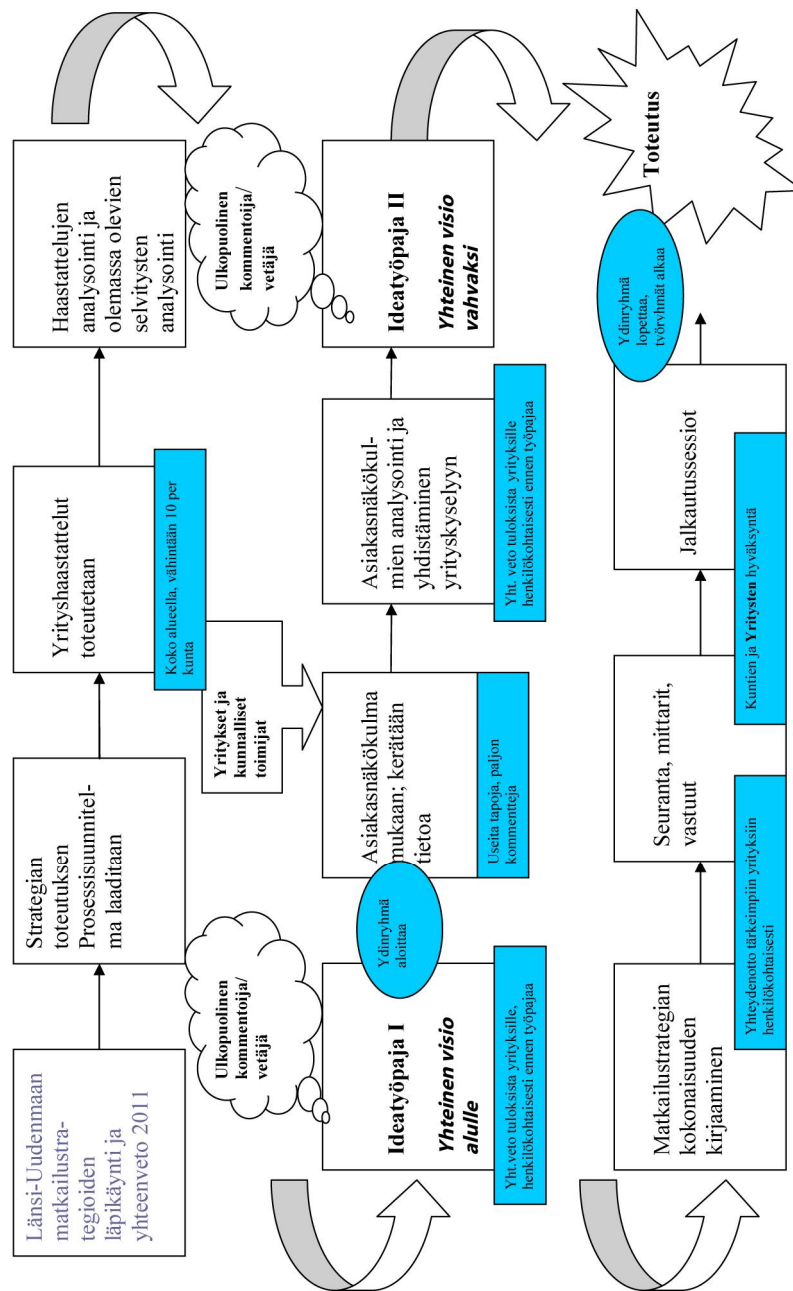 Länsi-Uudenmaan
matkailustra-
tegioiden
läpikäynti ja
yhteenveto 2011
Strategian
toteutuksen
Prosessisuunnitel-
ma laaditaan
Yrityshaastattelut
toteutetaan
Koko alueella, vähintään 10 per
kunta
Haastattelujen
analysointi ja
olemassa olevien
selvitysten
analysointi
Ulkopuolinen
kommentoija/
vetäjä
Yritykset ja
kunnalliset
toimijat
Ulkopuolinen
kommentoija/
vetäjä
Ideatyöpaja I
Yhteinen visio
alulle
Yht.veto tuloksista yrityksille,
henkilökohtaisesti ennen työpajaa
Ydinryhmä
aloittaa
Asiakasnäkökulma
mukaan; kerätään
tietoa
Useita tapoja, paljon
kommentteja
Asiakasnäkökul-
mien analysointi ja
yhdistäminen
yrityskyselyyn
Yht. veto tuloksista yrityksille
henkilökohtaisesti ennen työpajaa
Ideatyöpaja II
Yhteinen visio
vahvaksi
Matkailustrategian
kokonaisuuden
kirjaaminen
Yhteydenotto tärkeimpiin yrityksiin
henkilökohtaisesti
Seuranta, mittarit,
vastuut
Kuntien ja Yritysten hyväksyntä
Jalkautussessiot
Ydinryhmä
lopettaa,
työryhmät alkaa
Toteutus